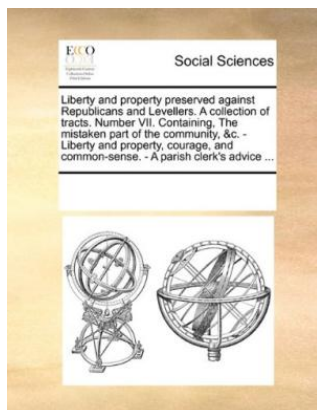 ECCO
Social Sciences
Liberty and property preserved against
Republicans and Levellers. A collection of
tracts. Number VII. Containing, The
mistaken part of the community, &c. -
Liberty and property, courage, and
common-sense. - A parish clerk's advice ...